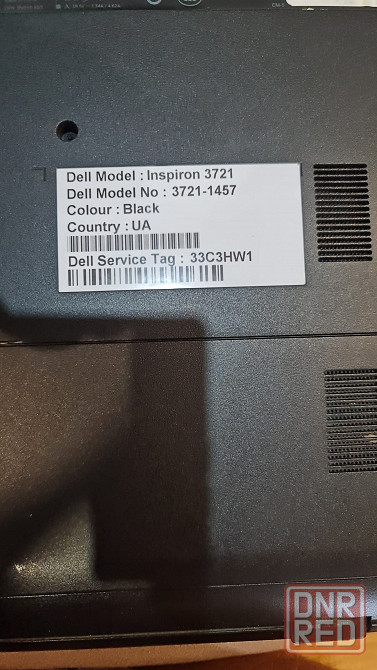 Dell Model : Inspiron 3721
Dell Model No : 3721-1457
Colour : Black
Country : UA
Dell Service Tag : 33C3HW1
DNR
RED